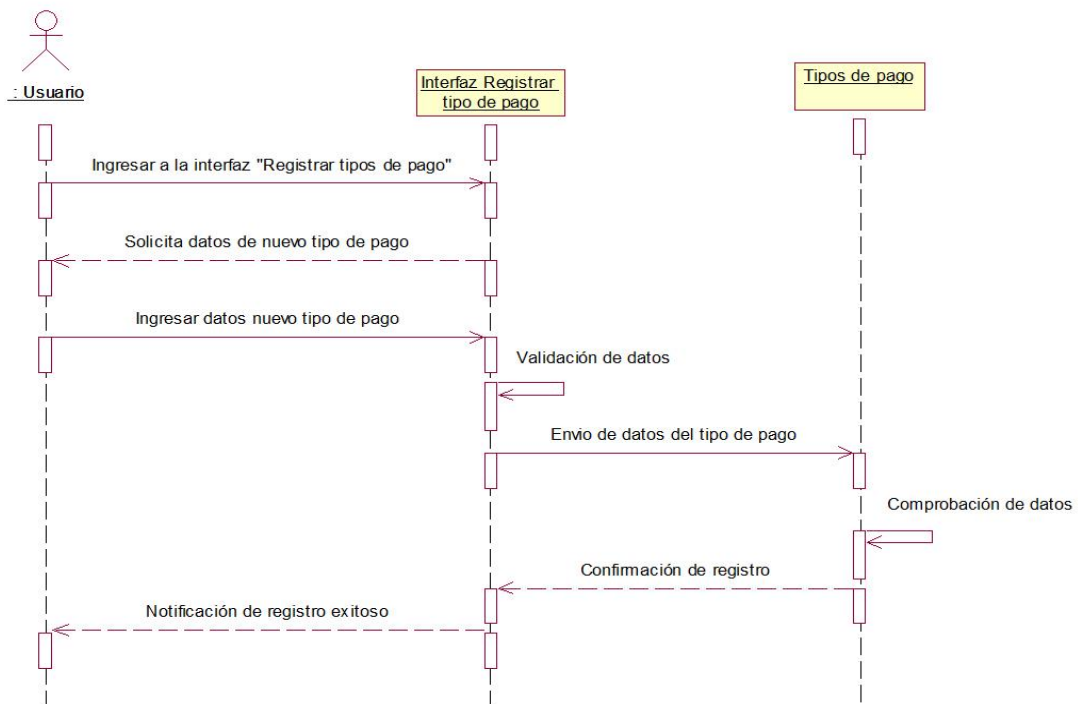 : Usuario
Interfaz Registrar
tipo de pago
Tipos de pago
Ingresar a la interfaz "Registrar tipos de pago"
Solicita datos de nuevo tipo de pago
Ingresar datos nuevo tipo de pago
Validación de datos
Envio de datos del tipo de pago
Comprobación de datos
Confirmación de registro
Notificación de registro exitoso